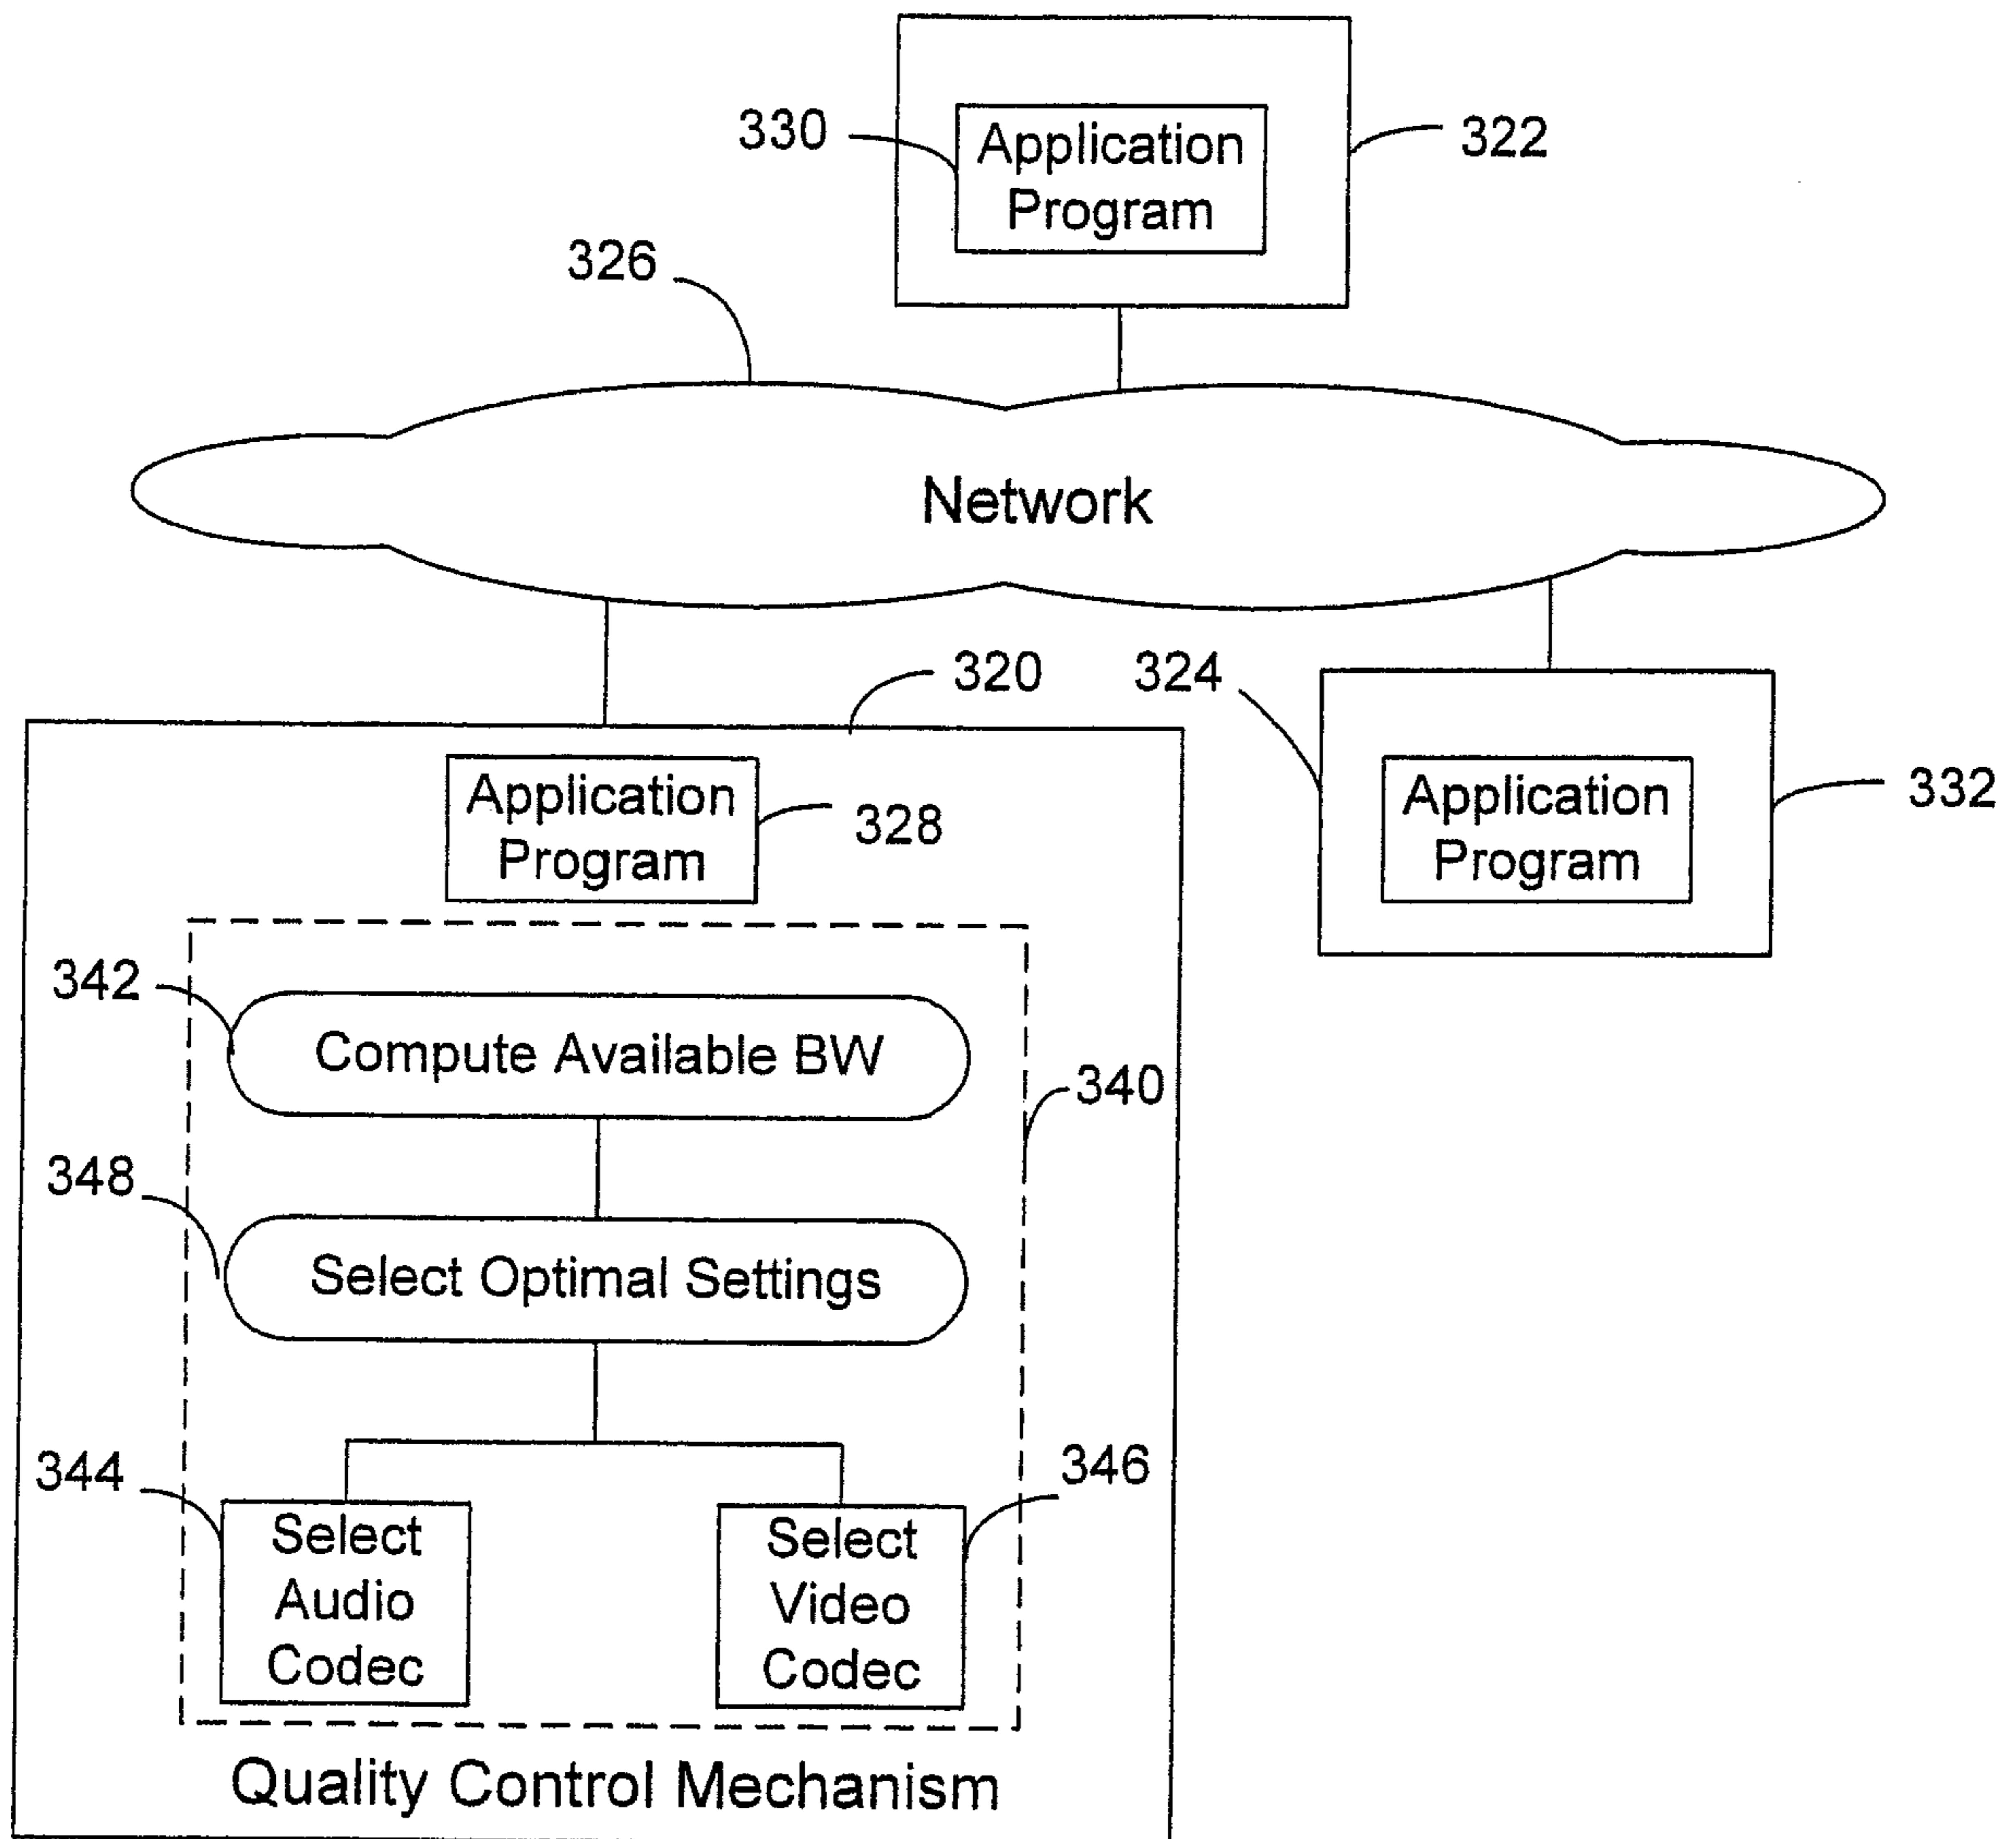 330
Application
Program
322
326
Network
320
324
Application
Program
328
Application
Program
332
342
Compute Available BW
340
348
Select Optimal Settings
344
Select
Audio
Codec
346
Select
Video
Codec
Quality Control Mechanism